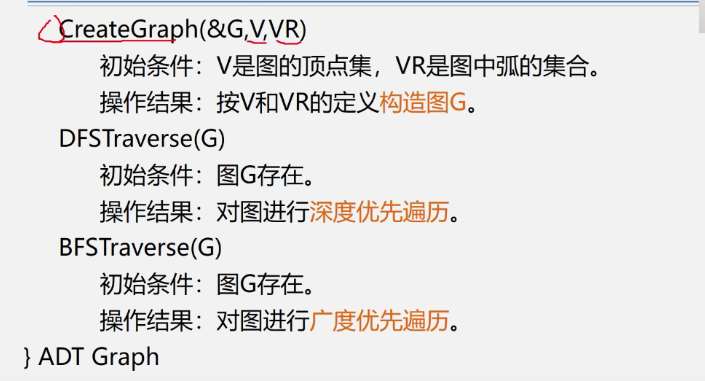 CreateGraph(&G,V,VR)
初始条件：V是图的顶点集，VR是图中弧的集合。
操作结果：按V和VR的定义构造图G。
DFSTraverse(G)
初始条件：图G存在。
操作结果：对图进行深度优先遍历。
BFSTraverse(G)
初始条件：图G存在。
操作结果：对图进行广度优先遍历。
} ADT Graph